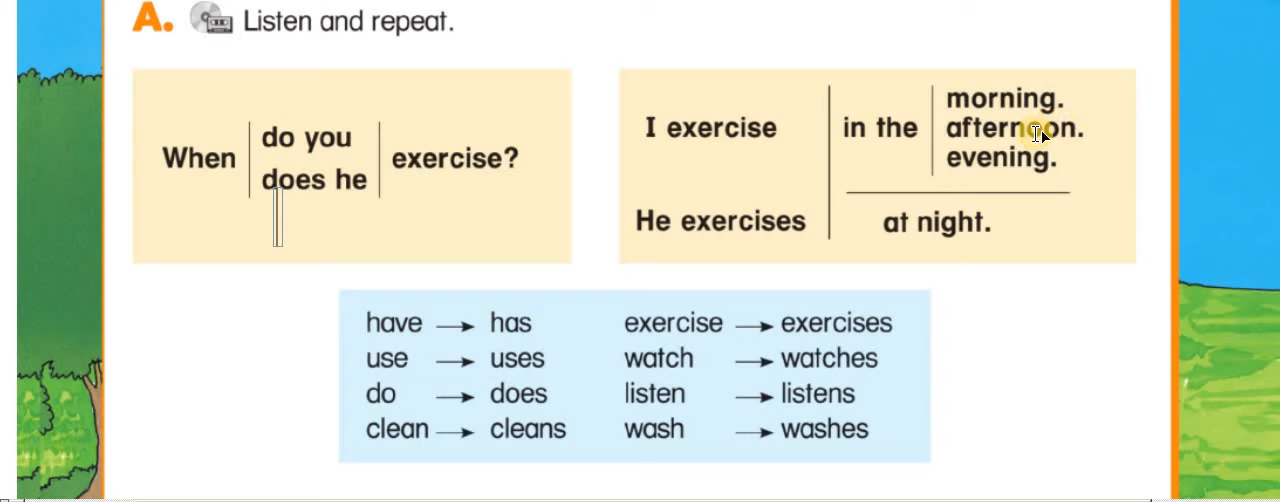 A. Listen and repeat.
do you
When exercise?
does he
morning.
I exercise in the afternoon.
evening.
He exercises at night.
have → has exercise → exercises
use → uses watch → watches
do → does listen → listens
clean → cleans wash → washes